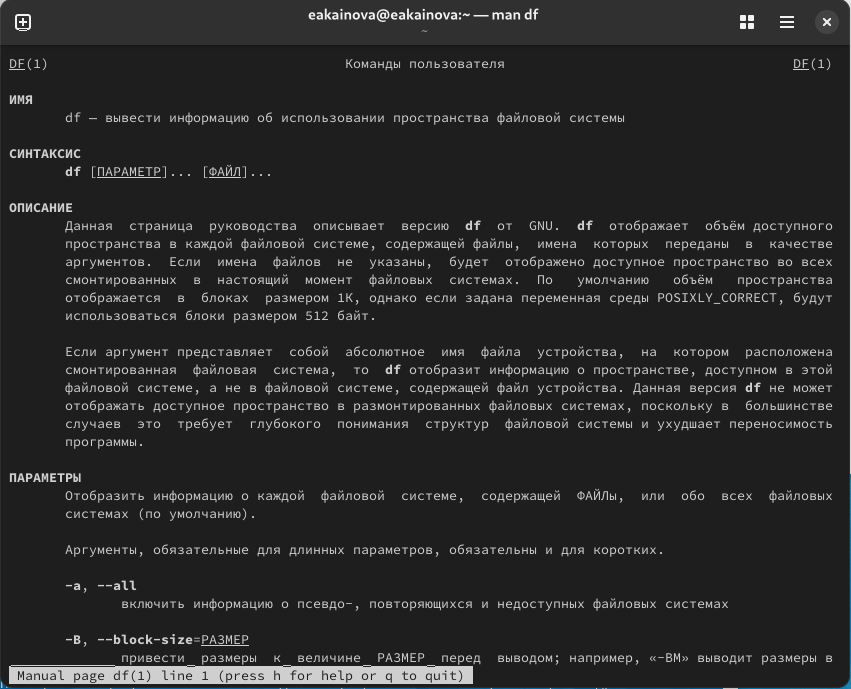 eakainova@eakainova:~ — man df
~
DF(1) Команды пользователя DF(1)
ИМЯ
df — вывести информацию об использовании пространства файловой системы
СИНТАКСИС
df [ПАРАМЕТР]... [ФАЙЛ]...
ОПИСАНИЕ
Данная страница руководства описывает версию df от GNU. df отображает объём доступного
пространства в каждой файловой системе, содержащей файлы, имена которых переданы в качестве
аргументов. Если имена файлов не указаны, будет отображено доступное пространство во всех
смонтированных в настоящий момент файловых системах. По умолчанию объём пространства
отображается в блоках размером 1K, однако если задана переменная среды POSIXLY_CORRECT, будут
использоваться блоки размером 512 байт.
Если аргумент представляет собой абсолютное имя файла устройства, на котором расположена
смонтированная файловая система, то df отобразит информацию о пространстве, доступном в этой
файловой системе, а не в файловой системе, содержащей файл устройства. Данная версия df не может
отображать доступное пространство в размонтированных файловых системах, поскольку в большинстве
случаев это требует глубокого понимания структур файловой системы и ухудшает переносимость
программы.
ПАРАМЕТРЫ
Отобразить информацию о каждой файловой системе, содержащей ФАЙЛы, или обо всех файловых
системах (по умолчанию).
Аргументы, обязательные для длинных параметров, обязательны и для коротких.
-a, --all
включить информацию о псевдо-, повторяющихся и недоступных файловых системах
-B, --block-size=РАЗМЕР
привести размеры к величине РАЗМЕР перед выводом; например, «-BM» выводит размеры в
Manual page df(1) line 1 (press h for help or q to quit)